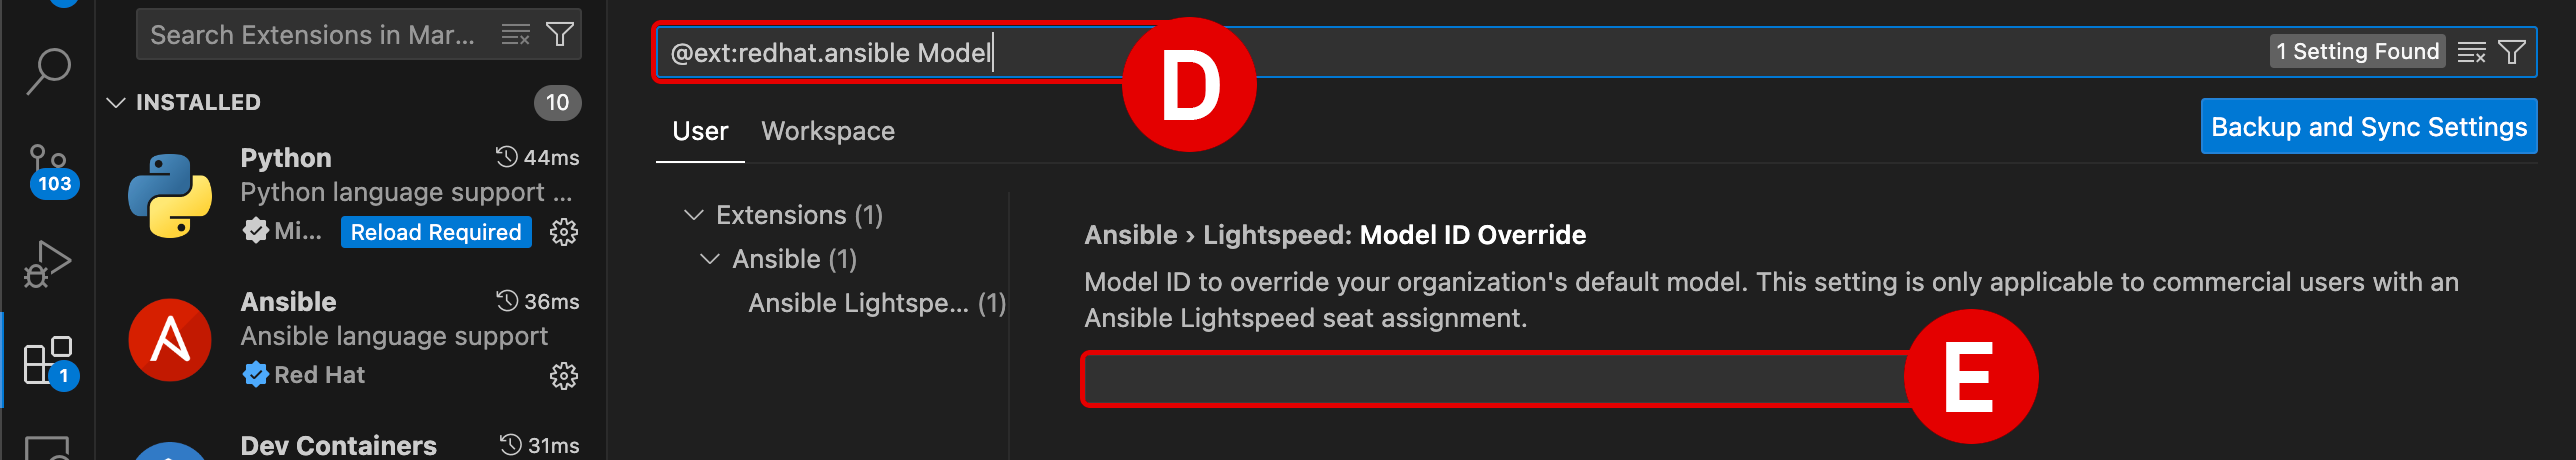 Search Extensions in Mar...
INSTALLED
10
103
Python
44ms
Python language support ...
Mi...
Reload Required
Ansible
36ms
Ansible language support
Red Hat
1
Dev Containers
31ms
@ext:redhat.ansible Model
1 Setting Found
D
User
Workspace
Backup and Sync Settings
Extensions (1)
Ansible (1)
Ansible Lightspe... (1)
Ansible › Lightspeed: Model ID Override
Model ID to override your organization's default model. This setting is only applicable to commercial users with an
Ansible Lightspeed seat assignment.
E